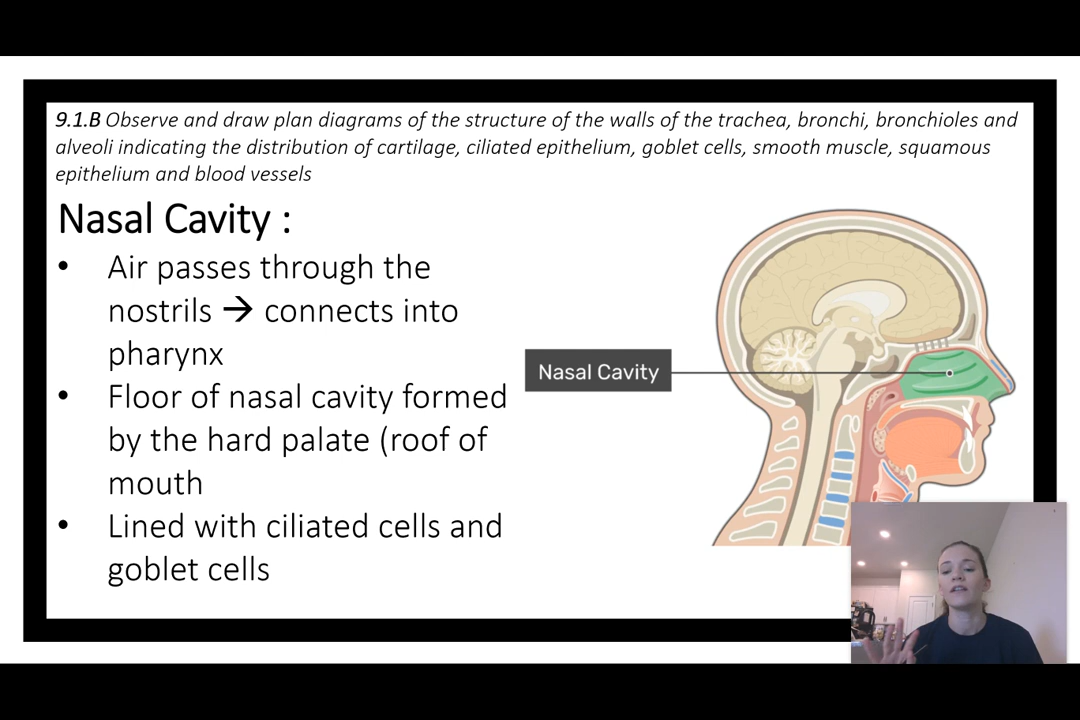 9.1.B Observe and draw plan diagrams of the structure of the walls of the trachea, bronchi, bronchioles and
alveoli indicating the distribution of cartilage, ciliated epithelium, goblet cells, smooth muscle, squamous
epithelium and blood vessels
Nasal Cavity :
• Air passes through the
nostrils → connects into
pharynx
• Floor of nasal cavity formed
by the hard palate (roof of
mouth
• Lined with ciliated cells and
goblet cells
Nasal Cavity